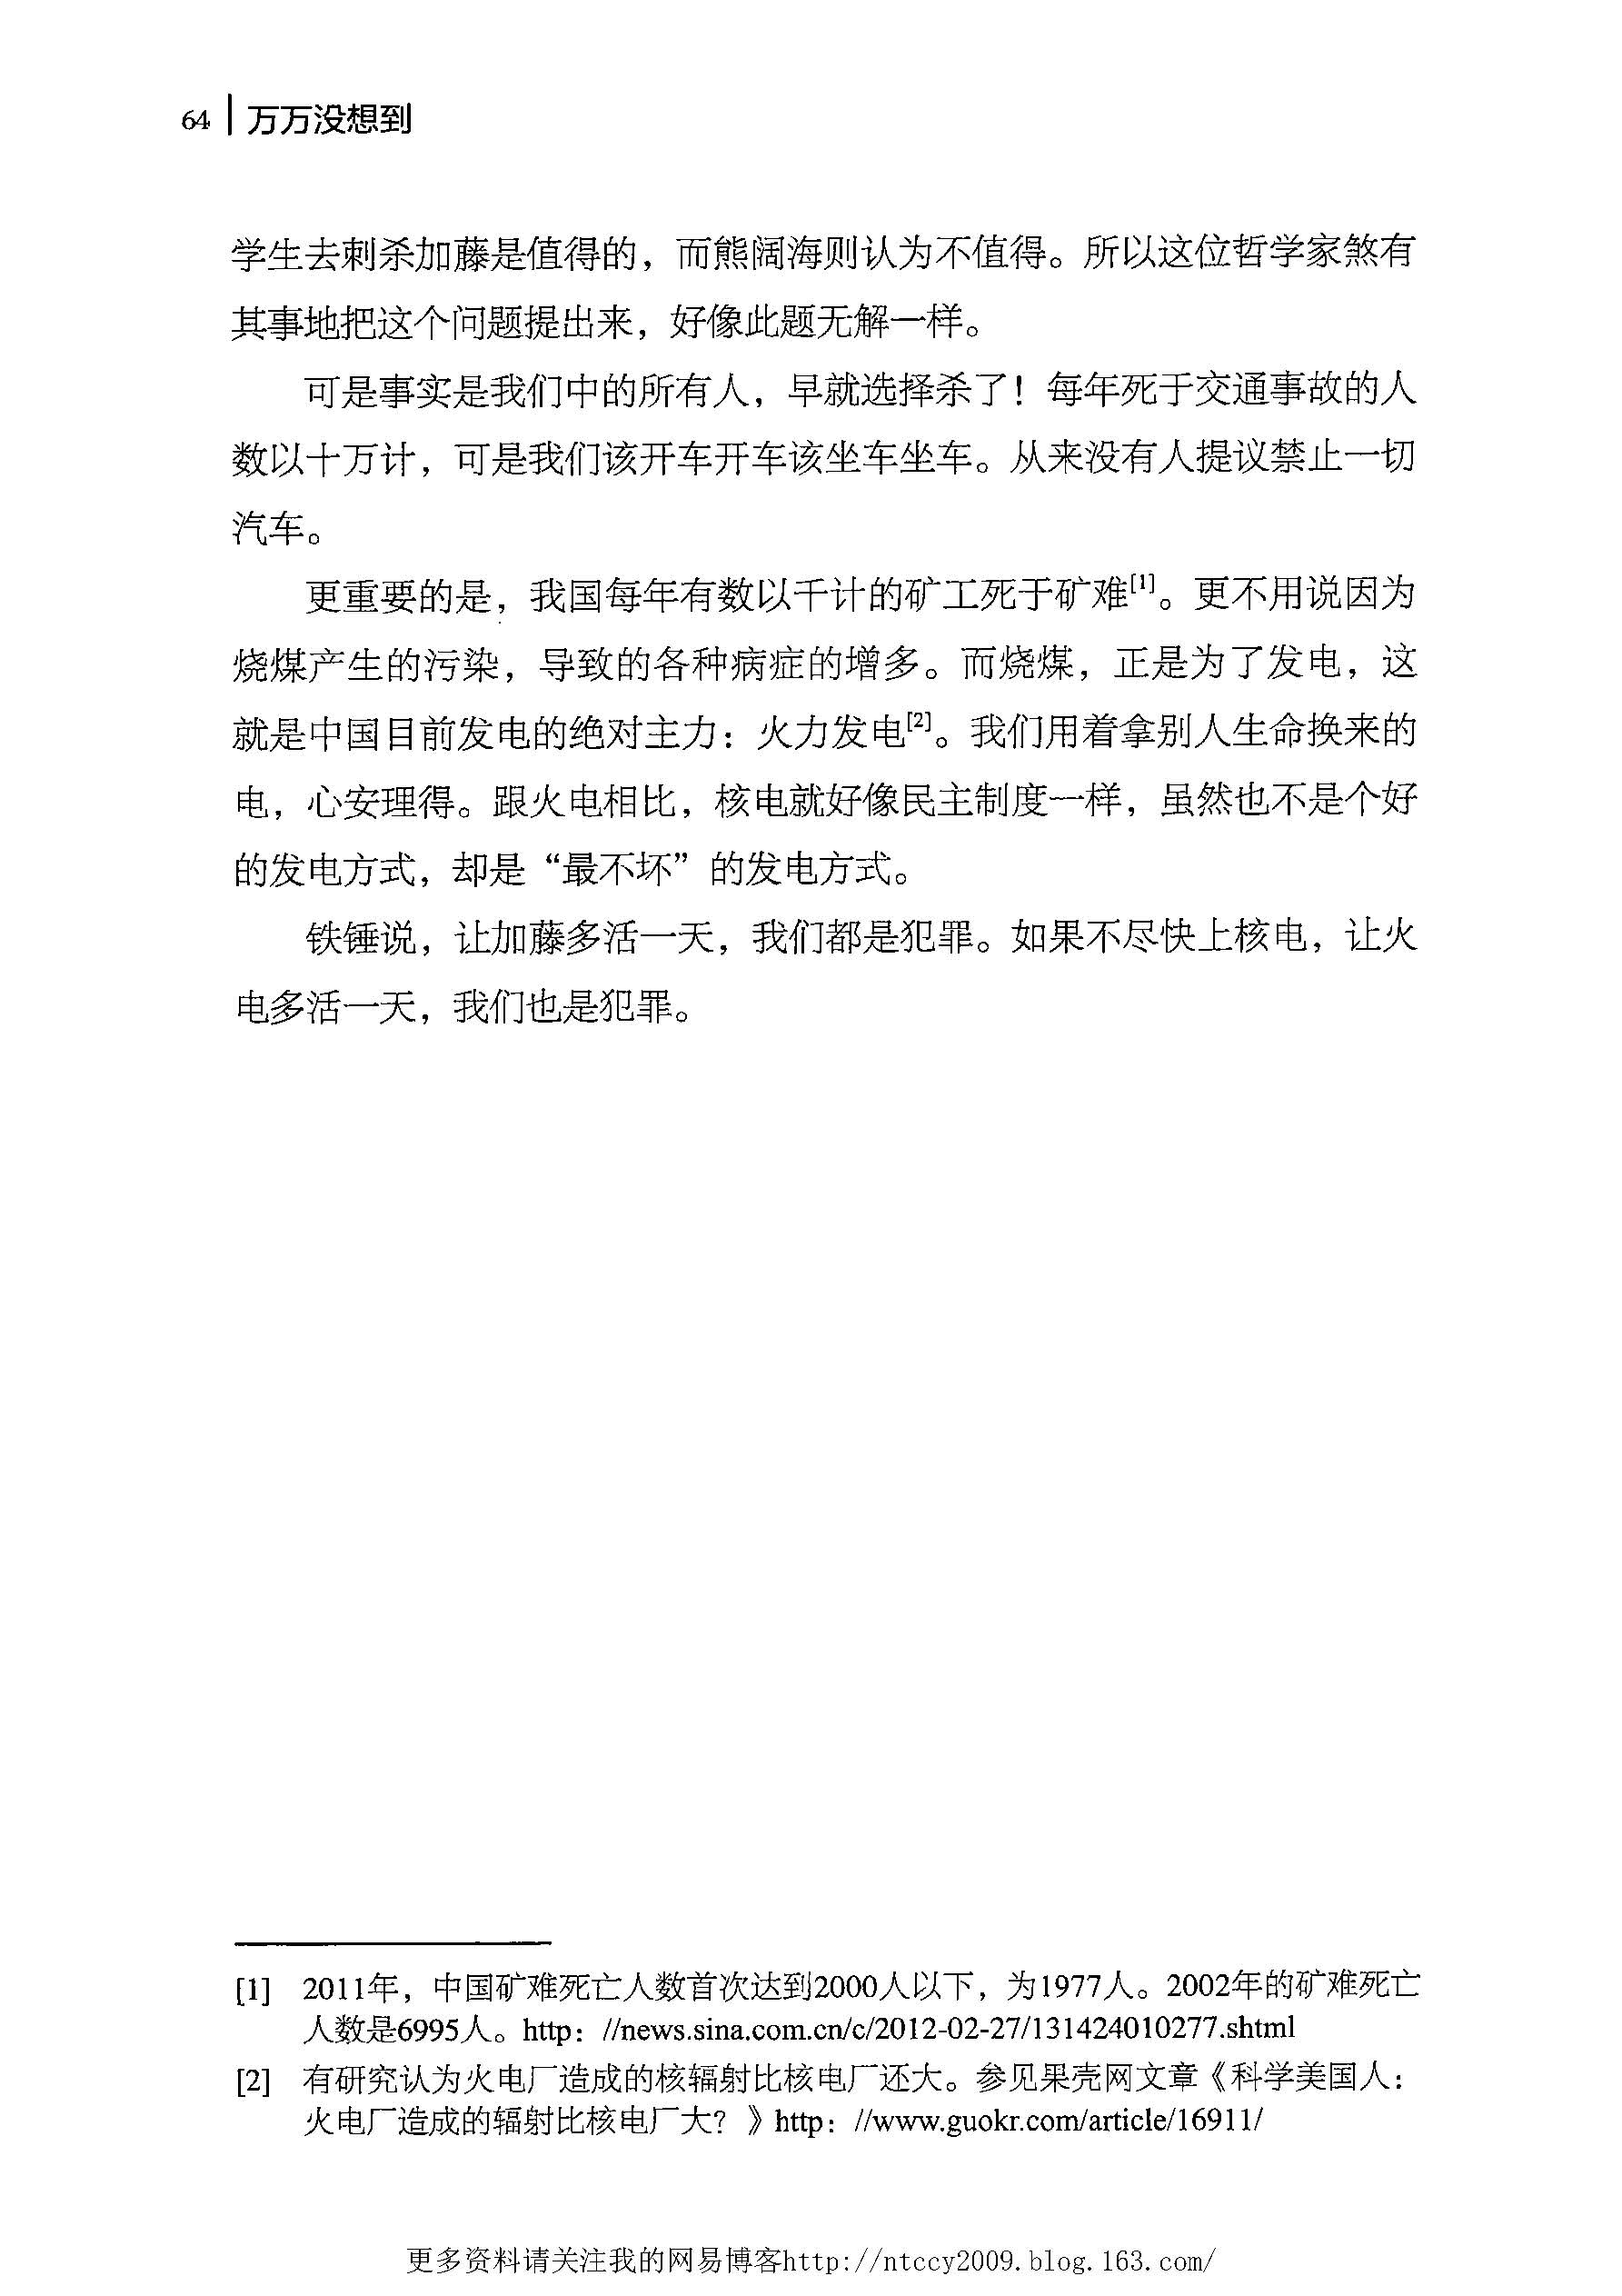 64 万万没想到
学生去刺杀加藤是值得的，而熊阔海则认为不值得。所以这位哲学家煞有
其事地把这个问题提出来，好像此题无解一样。
可是事实是我们中的所有人，早就选择杀了！每年死于交通事故的人
数以十万计，可是我们该开车开车该坐车坐车。从来没有人提议禁止一切
汽车。
更重要的是，我国每年有数以千计的矿工死于矿难[1]。更不用说因为
烧煤产生的污染，导致的各种病症的增多。而烧煤，正是为了发电，这
就是中国目前发电的绝对主力：火力发电[2]。我们用着拿别人生命换来的
电，心安理得。跟火电相比，核电就好像民主制度一样，虽然也不是个好
的发电方式，却是“最不坏”的发电方式。
铁锤说，让加藤多活一天，我们都是犯罪。如果不尽快上核电，让火
电多活一天，我们也是犯罪。
[1] 2011年，中国矿难死亡人数首次达到2000人以下，为1977人。2002年的矿难死亡
人数是6995人。http：//news.sina.com.cn/c/2012-02-27/131424010277.shtml
[2] 有研究认为火电厂造成的核辐射比核电厂还大。参见果壳网文章《科学美国人：
火电厂造成的辐射比核电厂大？》http：//www.guokr.com/article/16911/
更多资料请关注我的网易博客http://ntccy2009.blog.163.com/